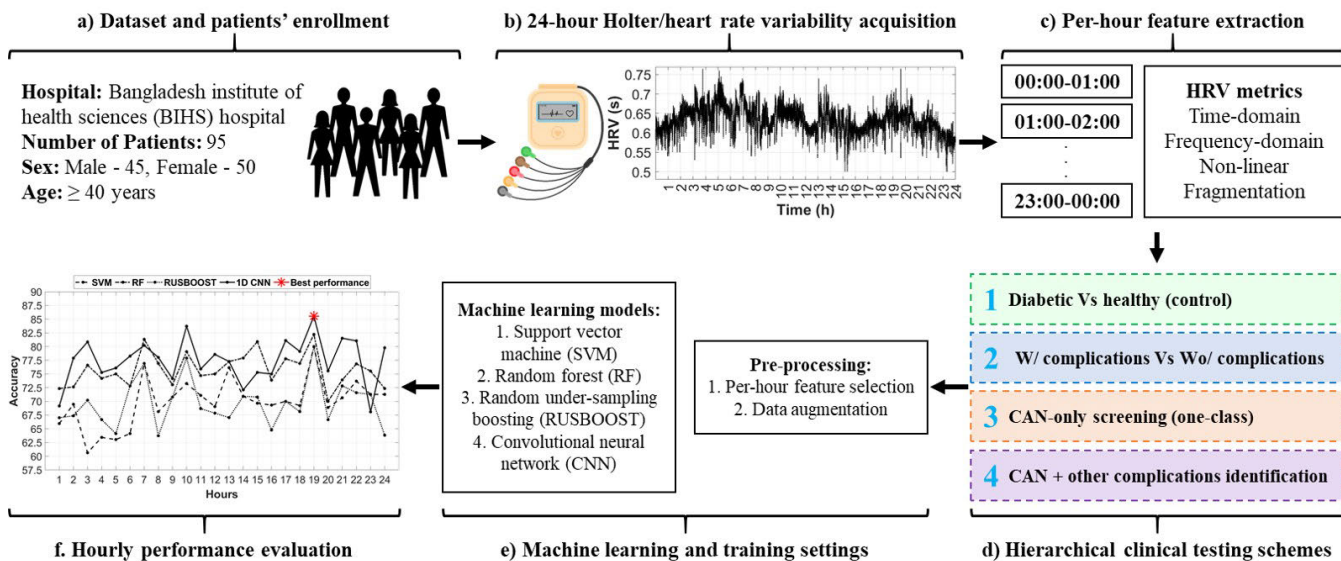 a) Dataset and patients' enrollment
Hospital: Bangladesh institute of
health sciences (BIHS) hospital
Number of Patients: 95
Sex: Male - 45, Female - 50
Age: ≥ 40 years
b) 24-hour Holter/heart rate variability acquisition
HRV (s)
0.75
0.7
0.65
0.6
0.55
0.5
1 2 3 4 5 6 7 8 9 10 11 12 13 14 15 16 17 18 19 20 21 22 23 24
Time (h)
c) Per-hour feature extraction
00:00-01:00
01:00-02:00
.
.
.
23:00-00:00
HRV metrics
Time-domain
Frequency-domain
Non-linear
Fragmentation
1 Diabetic Vs healthy (control)
2 W/ complications Vs Wo/ complications
3 CAN-only screening (one-class)
4 CAN + other complications identification
d) Hierarchical clinical testing schemes
Pre-processing:
1. Per-hour feature selection
2. Data augmentation
Machine learning models:
1. Support vector
machine (SVM)
2. Random forest (RF)
3. Random under-sampling
boosting (RUSBOOST)
4. Convolutional neural
network (CNN)
e) Machine learning and training settings
SVM RF RUSBOOST 1D CNN Best performance
Accuracy
90
87.5
85
82.5
80
77.5
75
72.5
70
67.5
65
62.5
60
57.5
1 2 3 4 5 6 7 8 9 10 11 12 13 14 15 16 17 18 19 20 21 22 23 24
Hours
f. Hourly performance evaluation